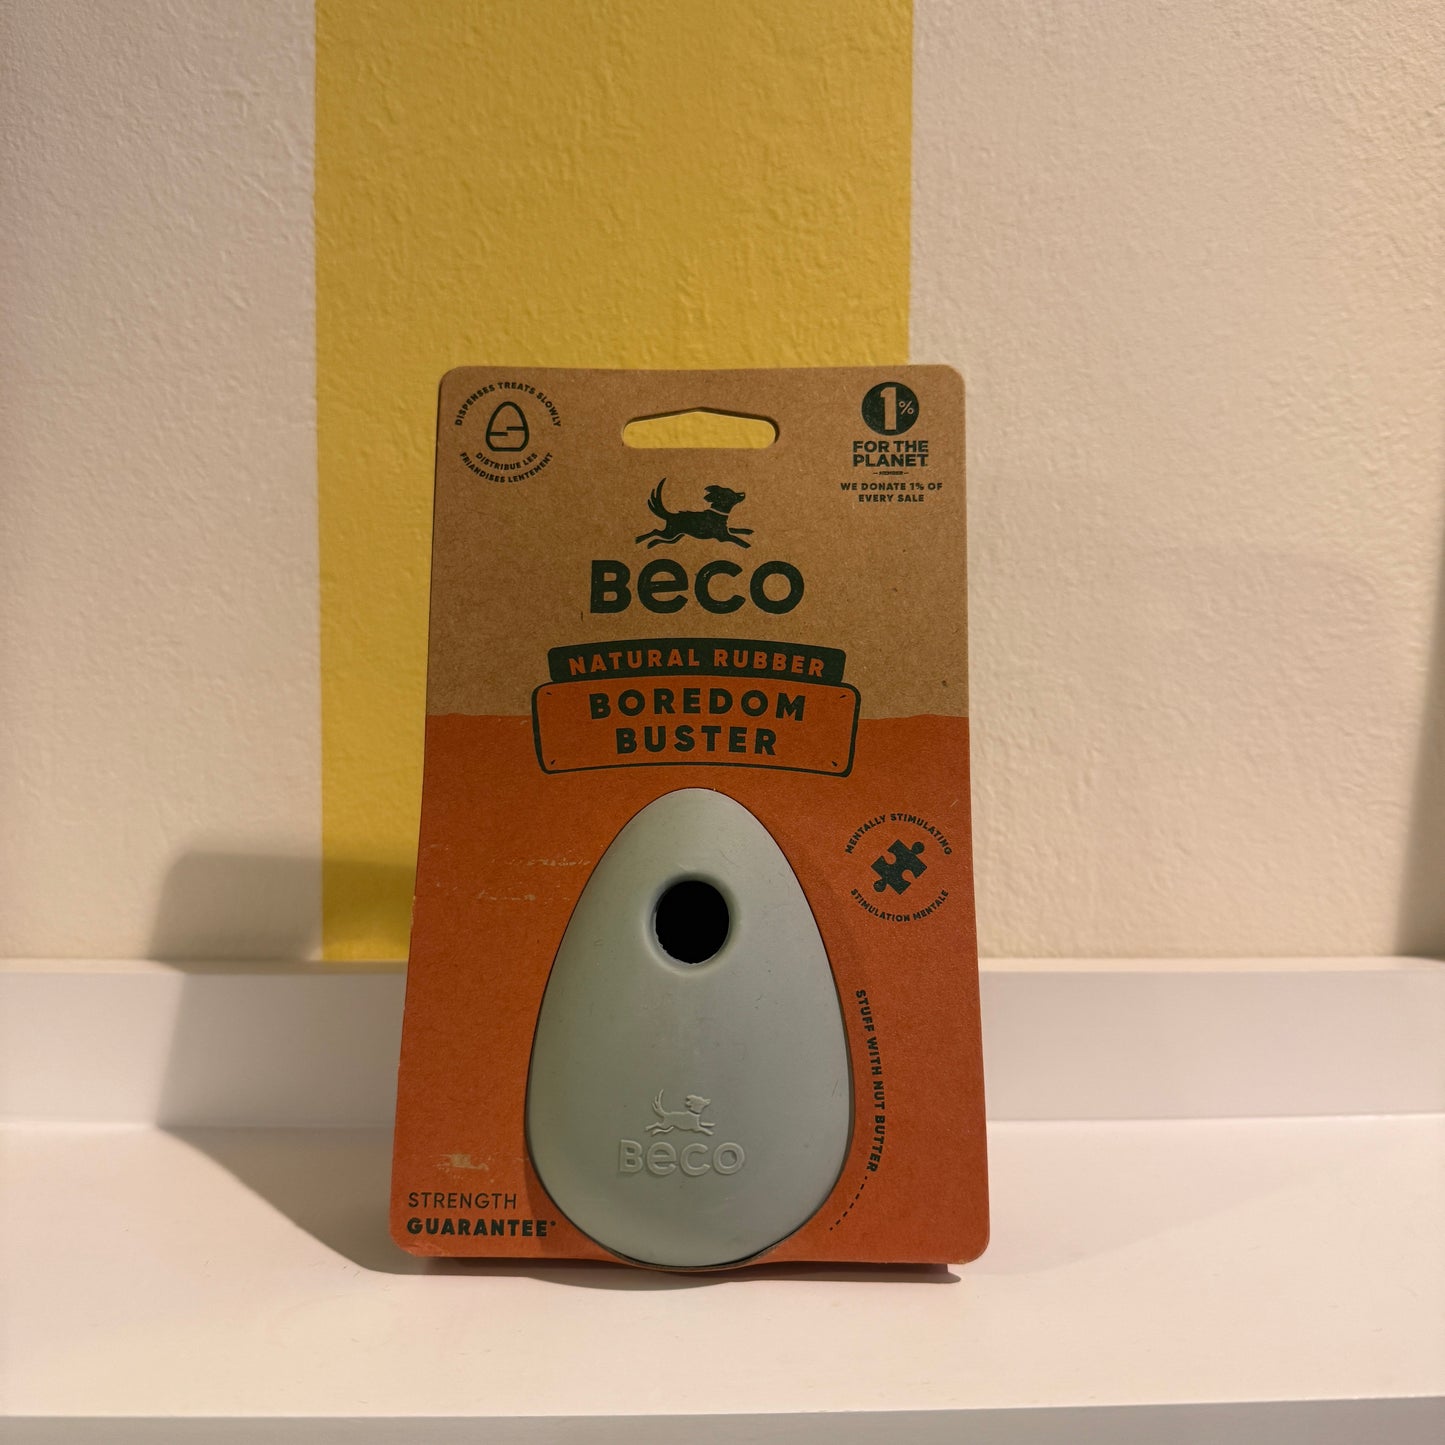 DISPENSES TREATS SLOWLY
DISTRIBUE LES
FRIANDISES LENTEMENT
1%
FOR THE
PLANET
WE DONATE 1% OF
EVERY SALE
BECO
NATURAL RUBBER
BOREDOM
BUSTER
MENTALLY STIMULATING
STIMULATION MENTALE
STUFF WITH NUT BUTTER
BECO
STRENGTH
GUARANTEE*